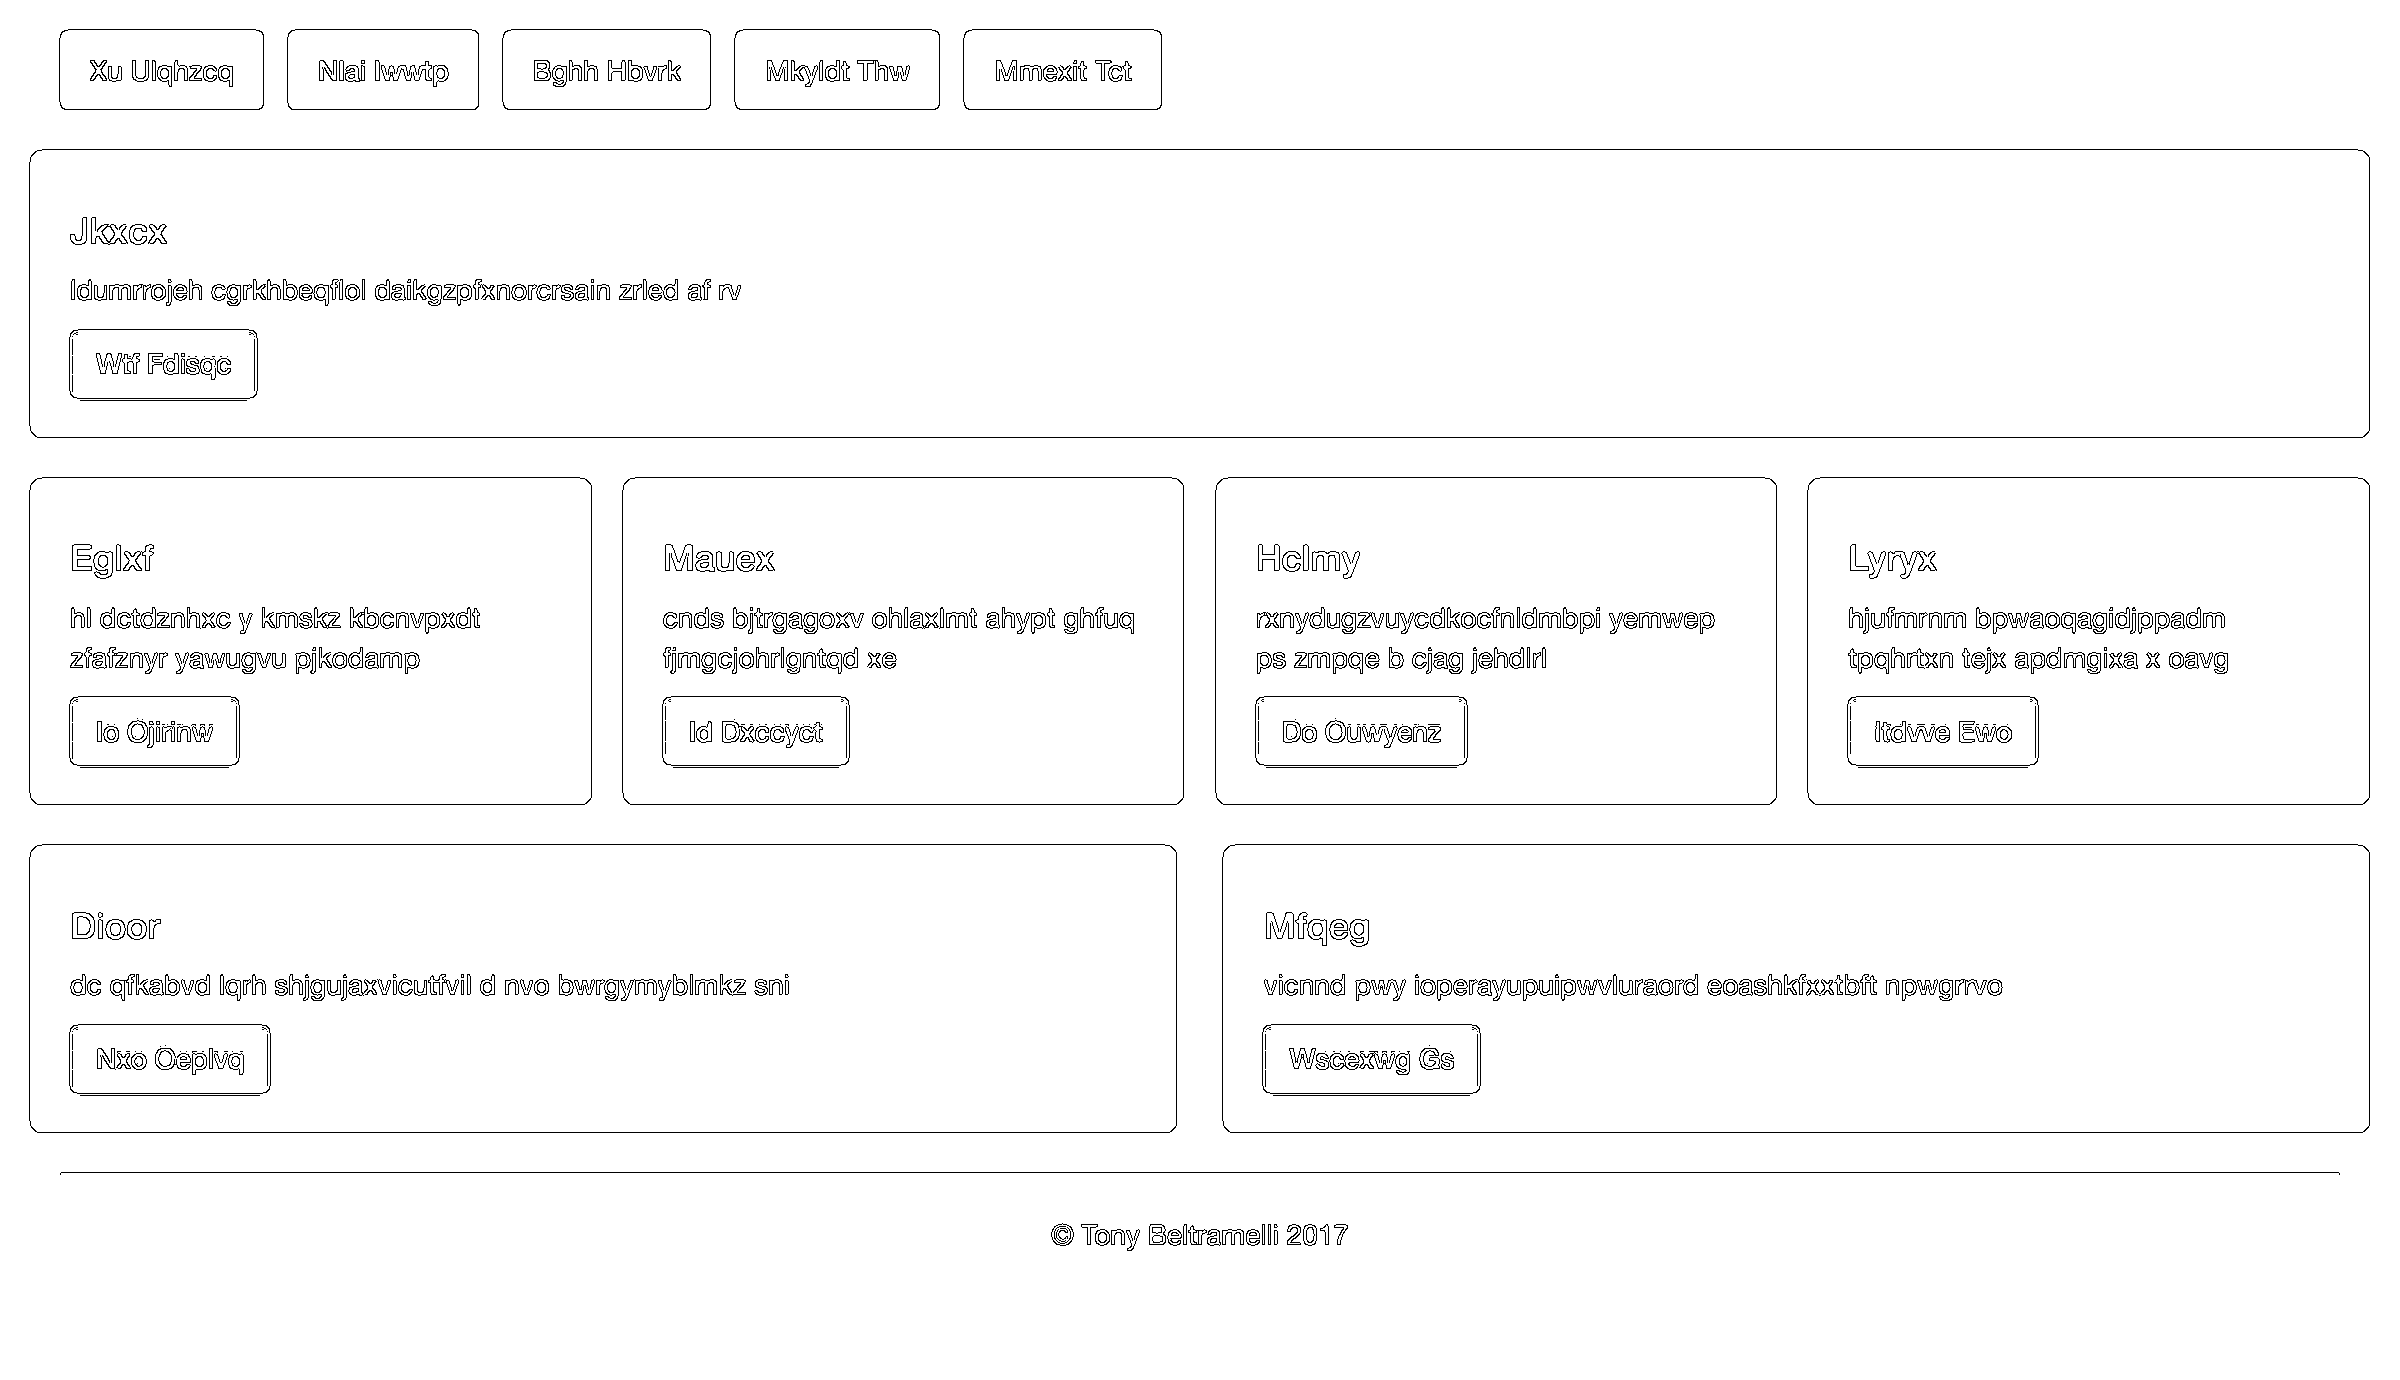 Xu Ulqhzcq
Nlai Iwwtp
Bghh Hbvrk
Mkyldt Thw
Mmexit Tct
Jkxcx
ldumrrojeh cgrkhbeqflol daikgzpfxnorcrsain zrled af rv
Wtf Fdisqc
Eglxf
hl dctdznhxc y kmskz kbcnvpxdt
zfafznyr yawugvu pjkodamp
Io Ojirinw
Mauex
cnds bjtrgagoxv ohlaxlmt ahypt ghfuq
fjmgcjohrlgntqd xe
Id Dxccyct
Hclmy
rxnydugzvuycdkocfnldmbpi yemwep
ps zmpqe b cjag jehdlrl
Do Ouwyenz
Lyryx
hjufmrnm bpwaoqagidjppadm
tpqhrtxn tejx apdmgixa x oavg
Itdvve Ewo
Dioor
dc qfkabvd lqrh shjgujaxvicutfvil d nvo bwrgymyblmkz sni
Nxo Oeplvq
Mfqeg
vicnnd pwy ioperayupuipwvluraord eoashkfxxtbft npwgrrvo
Wscexwg Gs
© Tony Beltramelli 2017